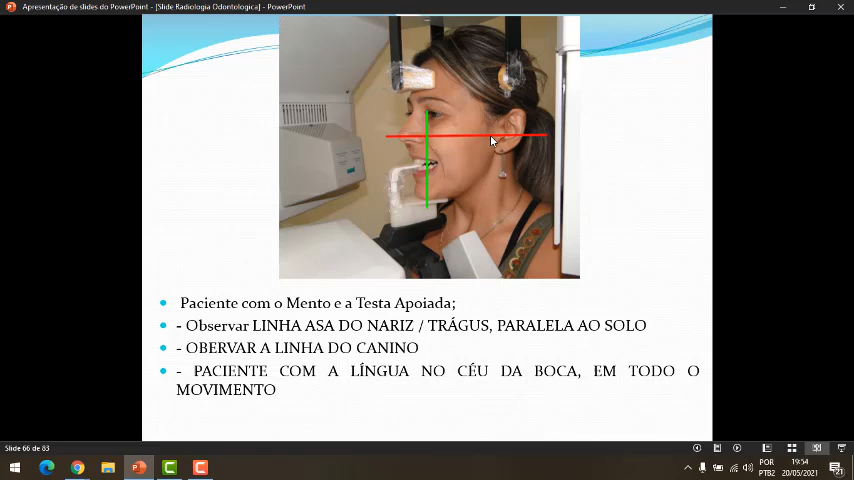 Apresentação de slides do PowerPoint - [Slide Radiologia Odontologica] - PowerPoint
Paciente com o Mento e a Testa Apoiada;
- Observar LINHA ASA DO NARIZ / TRÁGUS, PARALELA AO SOLO
- OBERVAR A LINHA DO CANINO
- PACIENTE COM A LÍNGUA NO CÉU DA BOCA, EM TODO O
MOVIMENTO
Slide 66 de 83
POR
PTB2
19:54
20/05/2021
21